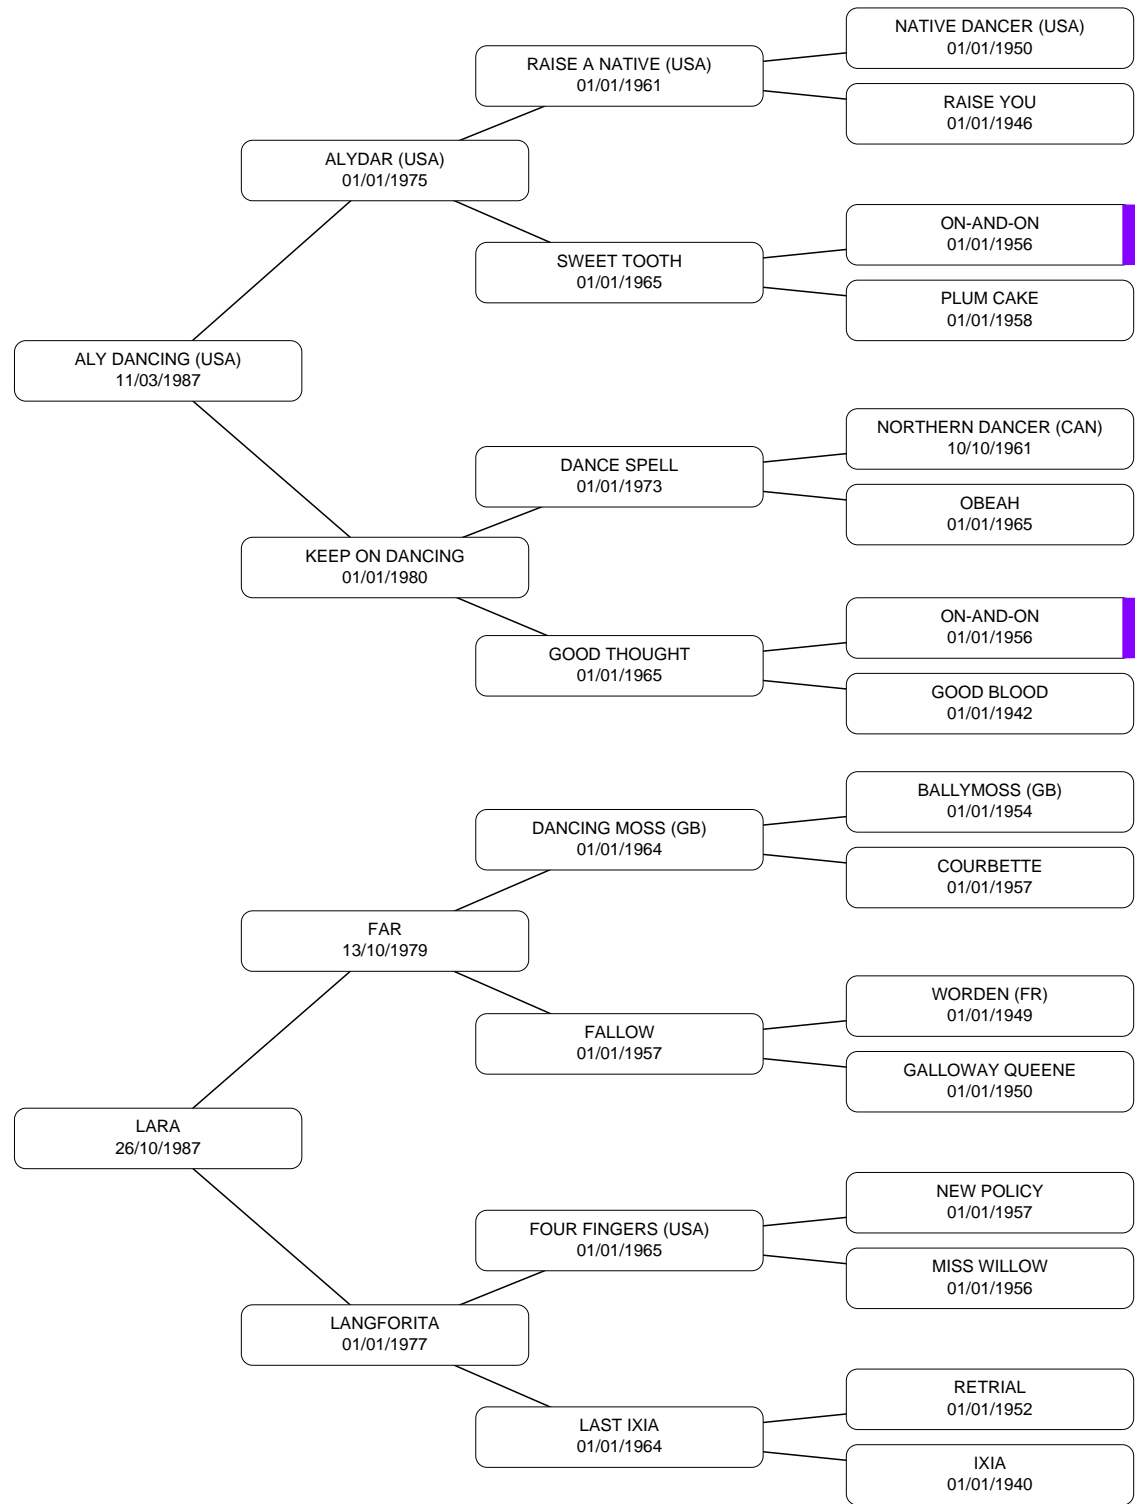 NATIVE DANCER (USA)
01/01/1950
RAISE A NATIVE (USA)
01/01/1961
RAISE YOU
01/01/1946
ALYDAR (USA)
01/01/1975
ON-AND-ON
01/01/1956
SWEET TOOTH
01/01/1965
PLUM CAKE
01/01/1958
ALY DANCING (USA)
11/03/1987
NORTHERN DANCER (CAN)
10/10/1961
DANCE SPELL
01/01/1973
OBEAH
01/01/1965
KEEP ON DANCING
01/01/1980
ON-AND-ON
01/01/1956
GOOD THOUGHT
01/01/1965
GOOD BLOOD
01/01/1942
BALLYMOSS (GB)
01/01/1954
DANCING MOSS (GB)
01/01/1964
COURBETTE
01/01/1957
FAR
13/10/1979
WORDEN (FR)
01/01/1949
FALLOW
01/01/1957
GALLOWAY QUEENE
01/01/1950
LARA
26/10/1987
NEW POLICY
01/01/1957
FOUR FINGERS (USA)
01/01/1965
MISS WILLOW
01/01/1956
LANGFORITA
01/01/1977
RETRIAL
01/01/1952
LAST IXIA
01/01/1964
IXIA
01/01/1940